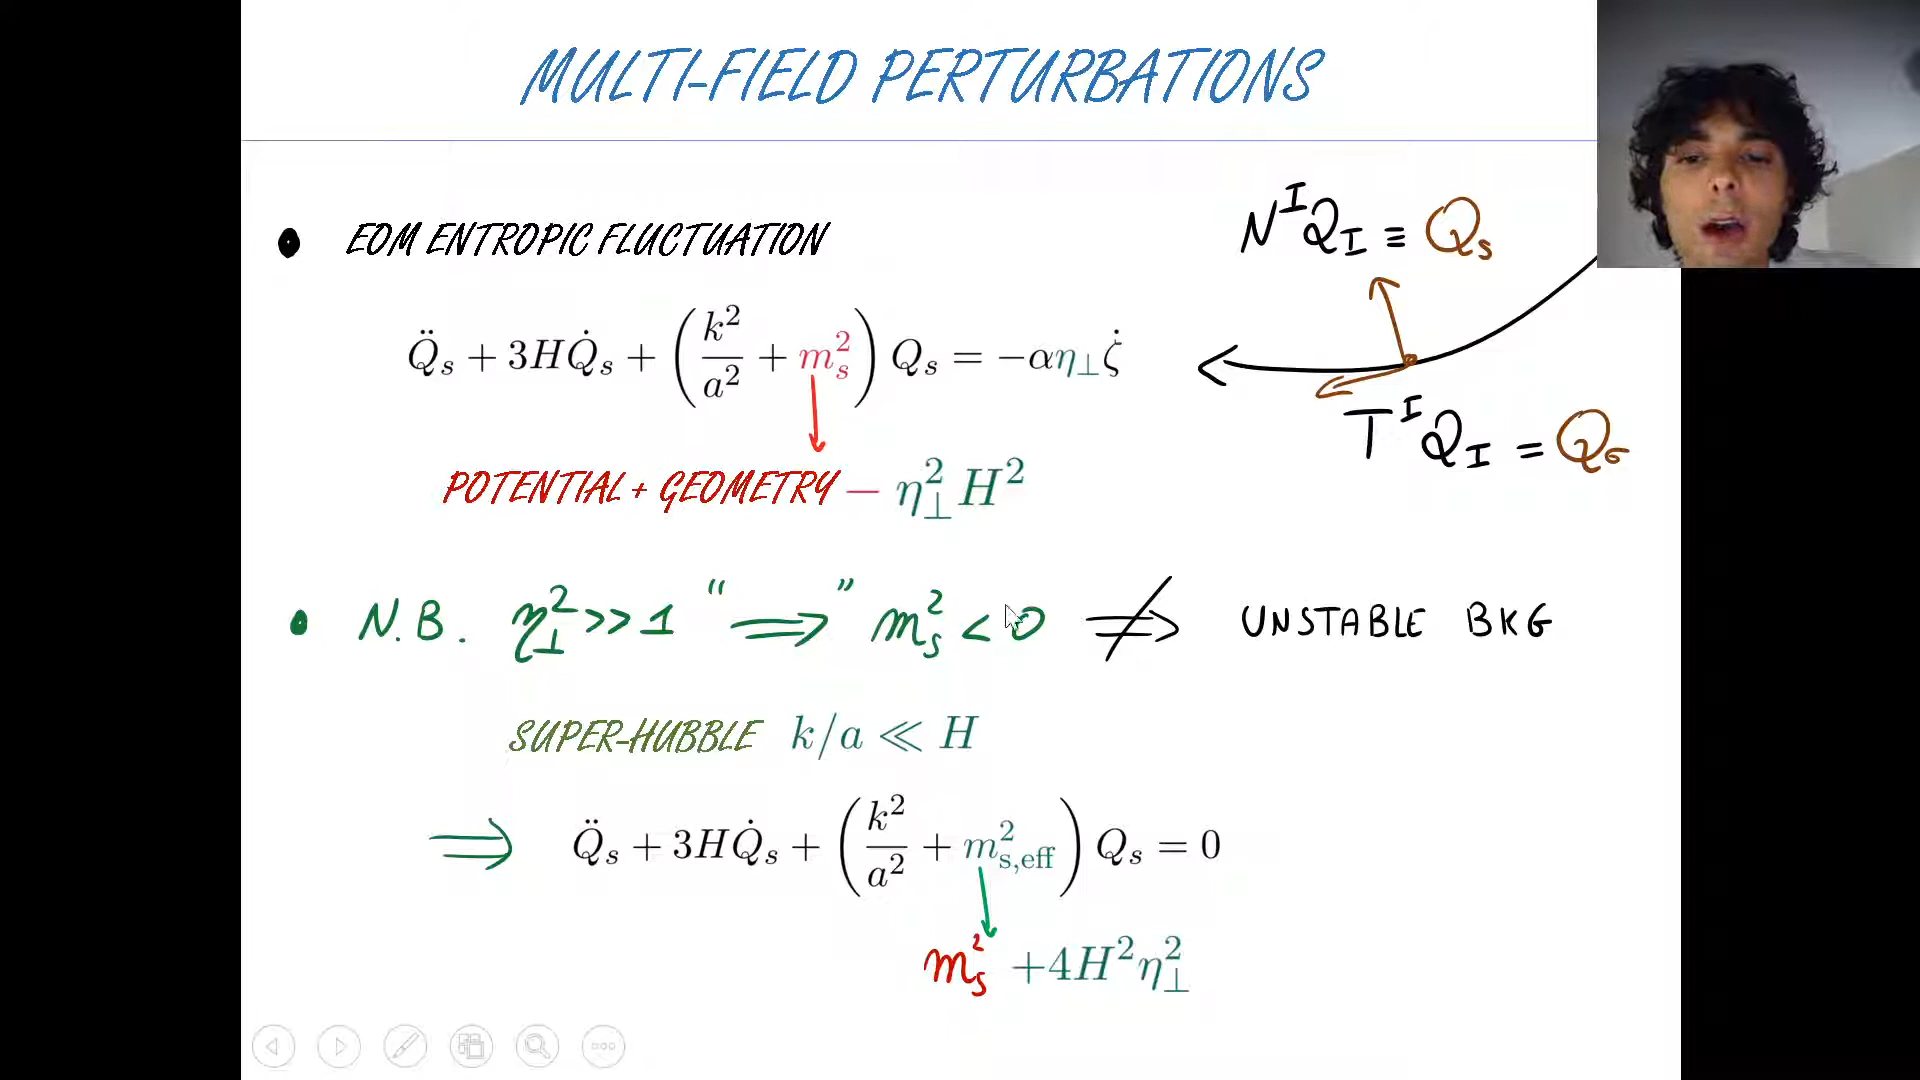 MULTI-FIELD PERTURBATIONS
• EOM ENTROPIC FLUCTUATION
N^I Q_I ≡ Q_s
Q̈_s + 3HQ̇_s + (k²/a² + m_s²) Q_s = −αη_⊥ζ̇
T^I Q_I = Q_σ
POTENTIAL + GEOMETRY − η_⊥² H²
• N.B. η_⊥² >> 1 "⟹" m_s² < 0 ⇏ UNSTABLE BKG
SUPER-HUBBLE k/a ≪ H
⟹ Q̈_s + 3HQ̇_s + (k²/a² + m²_{s,eff}) Q_s = 0
m_s² + 4H²η_⊥²